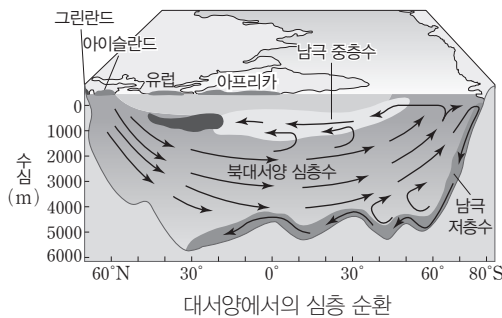 그린란드
아이슬란드
유럽
아프리카
남극 중층수
0
1000
2000
3000
4000
5000
6000
수심
(m)
북대서양 심층수
남극
저층수
60°N
30°
0°
30°
60°
80°S
대서양에서의 심층 순환